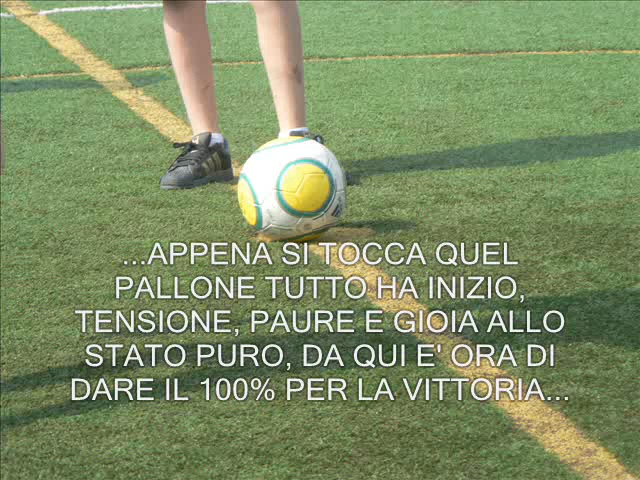 ...APPENA SI TOCCA QUEL
PALLONE TUTTO HA INIZIO,
TENSIONE, PAURE E GIOIA ALLO
STATO PURO, DA QUI E' ORA DI
DARE IL 100% PER LA VITTORIA...